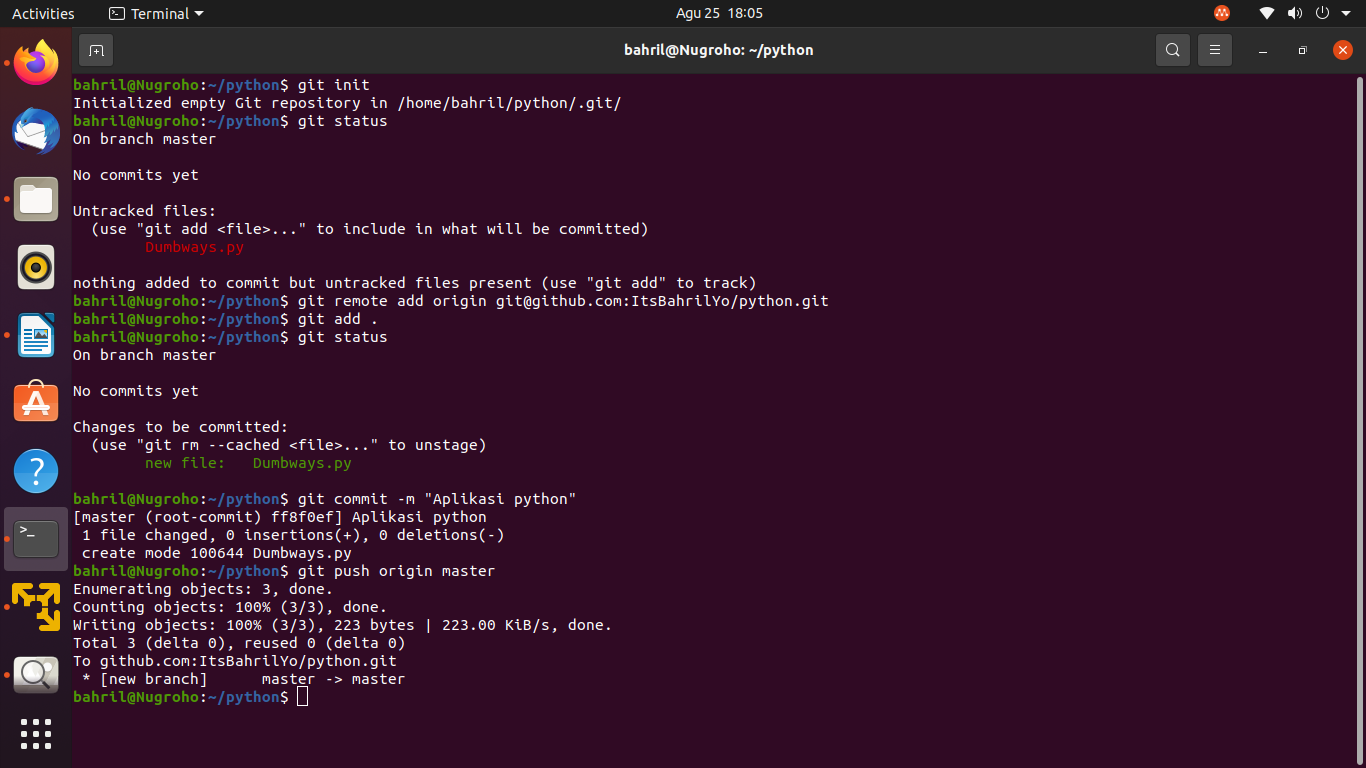 Activities
Terminal
Agu 25 18:05
bahril@Nugroho: ~/python
bahril@Nugroho:~/python$ git init
Initialized empty Git repository in /home/bahril/python/.git/
bahril@Nugroho:~/python$ git status
On branch master
No commits yet
Untracked files:
  (use "git add <file>..." to include in what will be committed)
        Dumbways.py
nothing added to commit but untracked files present (use "git add" to track)
bahril@Nugroho:~/python$ git remote add origin git@github.com:ItsBahrilYo/python.git
bahril@Nugroho:~/python$ git add .
bahril@Nugroho:~/python$ git status
On branch master
No commits yet
Changes to be committed:
  (use "git rm --cached <file>..." to unstage)
        new file:   Dumbways.py
bahril@Nugroho:~/python$ git commit -m "Aplikasi python"
[master (root-commit) ff8f0ef] Aplikasi python
 1 file changed, 0 insertions(+), 0 deletions(-)
 create mode 100644 Dumbways.py
bahril@Nugroho:~/python$ git push origin master
Enumerating objects: 3, done.
Counting objects: 100% (3/3), done.
Writing objects: 100% (3/3), 223 bytes | 223.00 KiB/s, done.
Total 3 (delta 0), reused 0 (delta 0)
To github.com:ItsBahrilYo/python.git
 * [new branch]      master -> master
bahril@Nugroho:~/python$